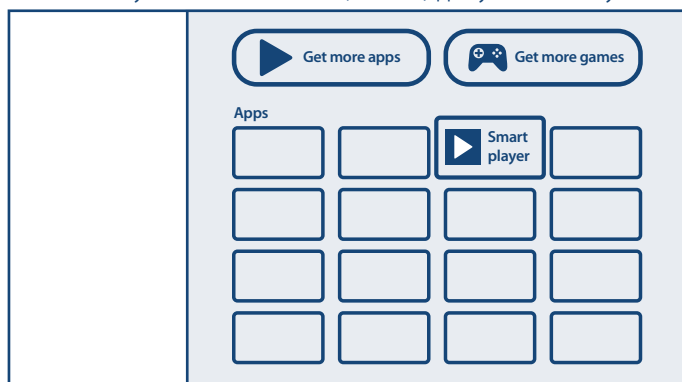 Get more apps
Get more games
Apps
Smart
player